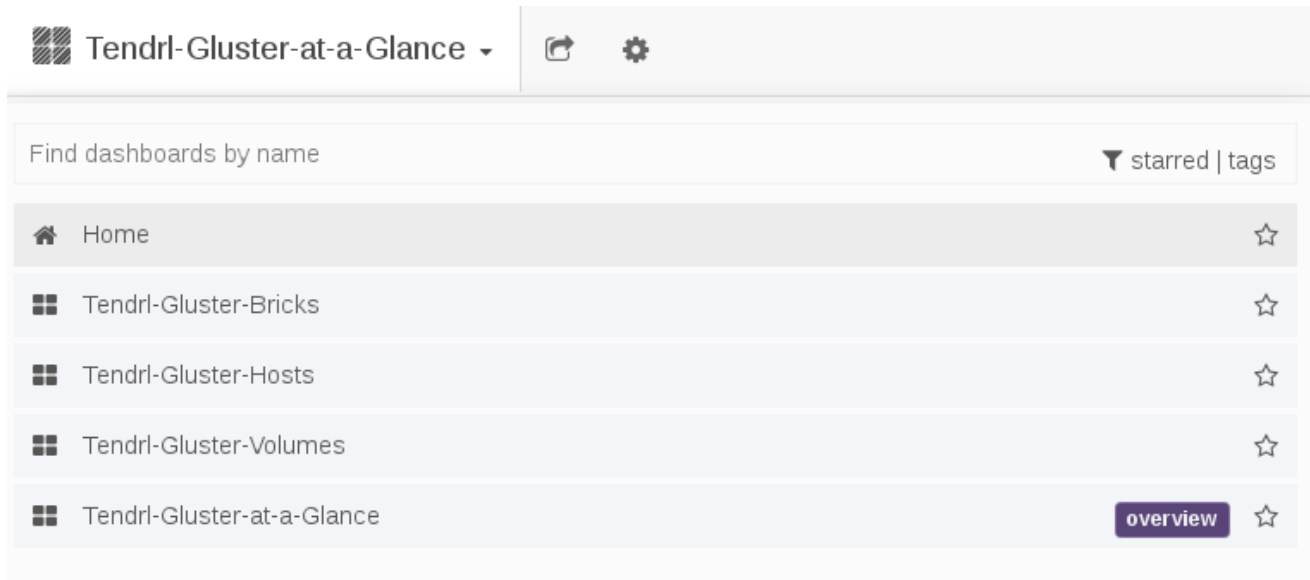 Tendrl-Gluster-at-a-Glance
Find dashboards by name
starred | tags
Home
Tendrl-Gluster-Bricks
Tendrl-Gluster-Hosts
Tendrl-Gluster-Volumes
Tendrl-Gluster-at-a-Glance overview